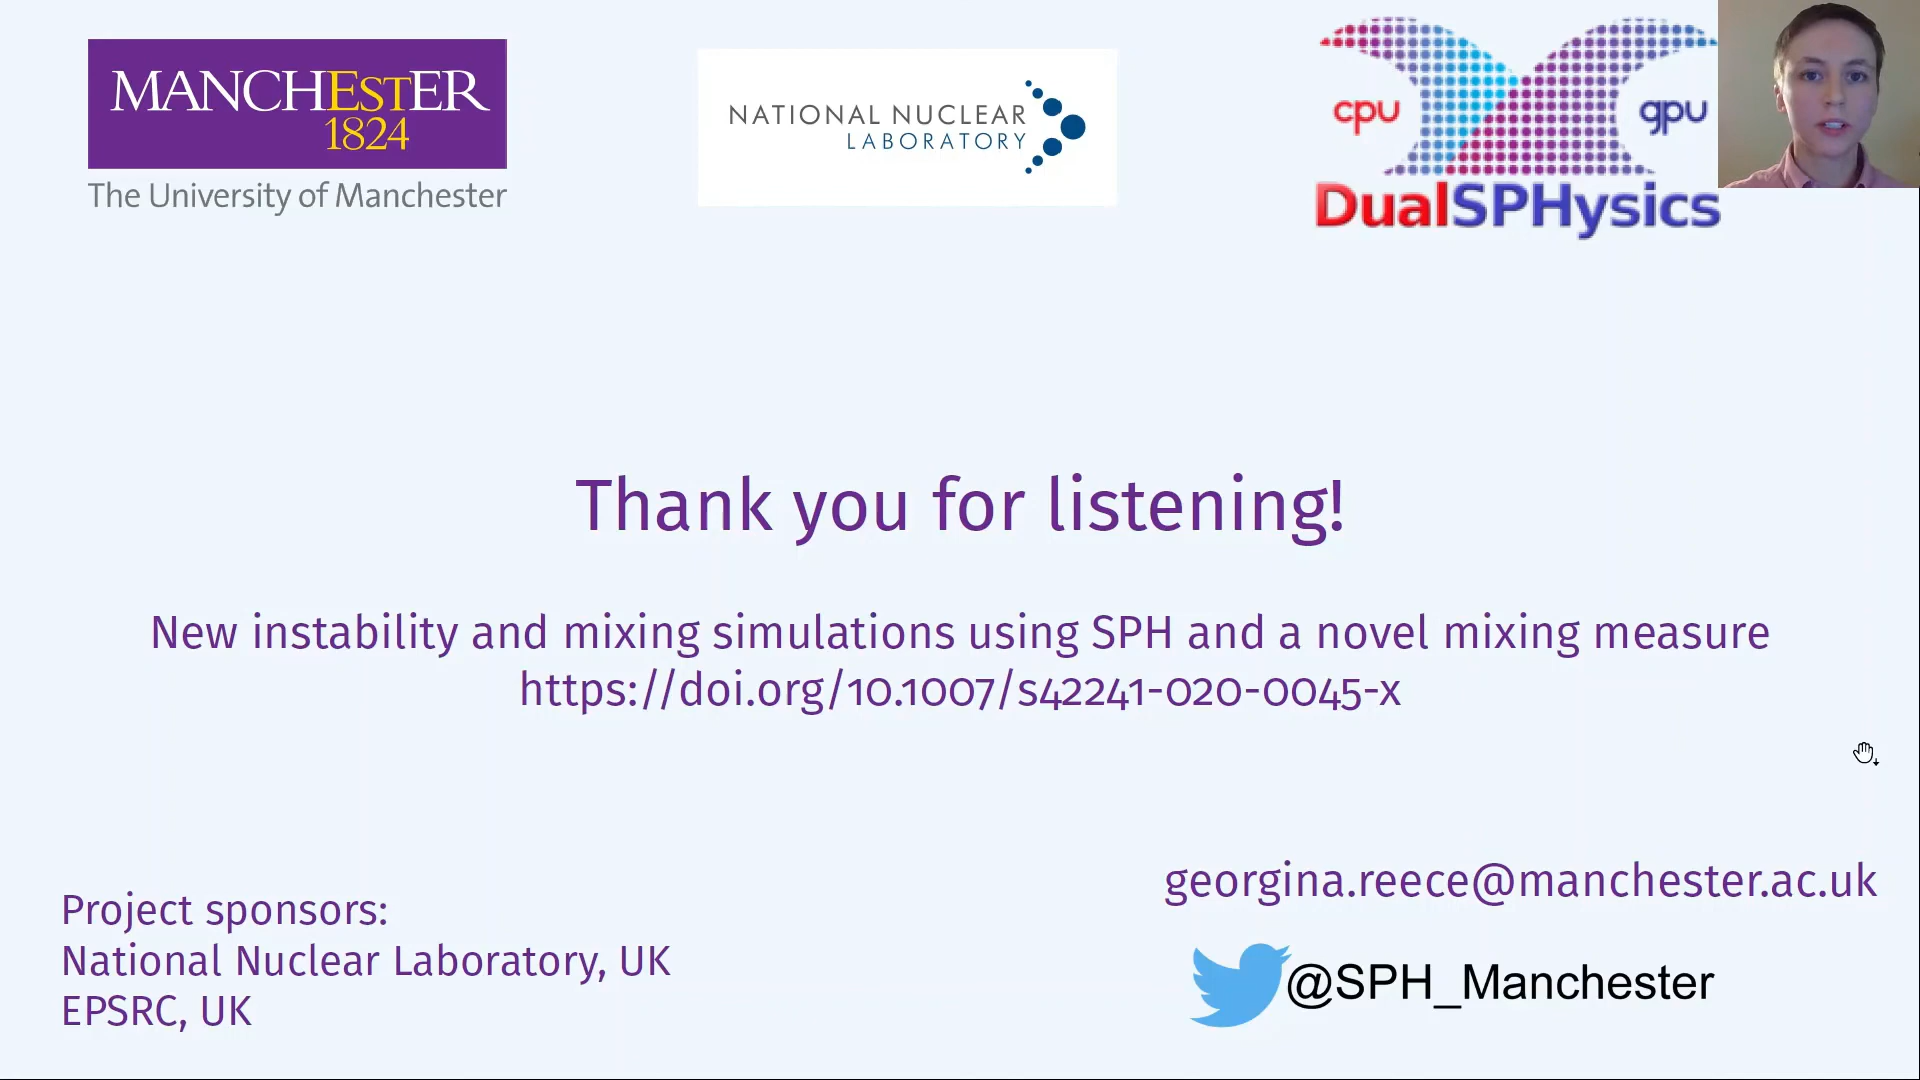 MANCHESTER
1824
The University of Manchester
NATIONAL NUCLEAR
LABORATORY
cpu
gpu
DualSPHysics
Thank you for listening!
New instability and mixing simulations using SPH and a novel mixing measure
https://doi.org/10.1007/s42241-020-0045-x
Project sponsors:
National Nuclear Laboratory, UK
EPSRC, UK
georgina.reece@manchester.ac.uk
@SPH_Manchester